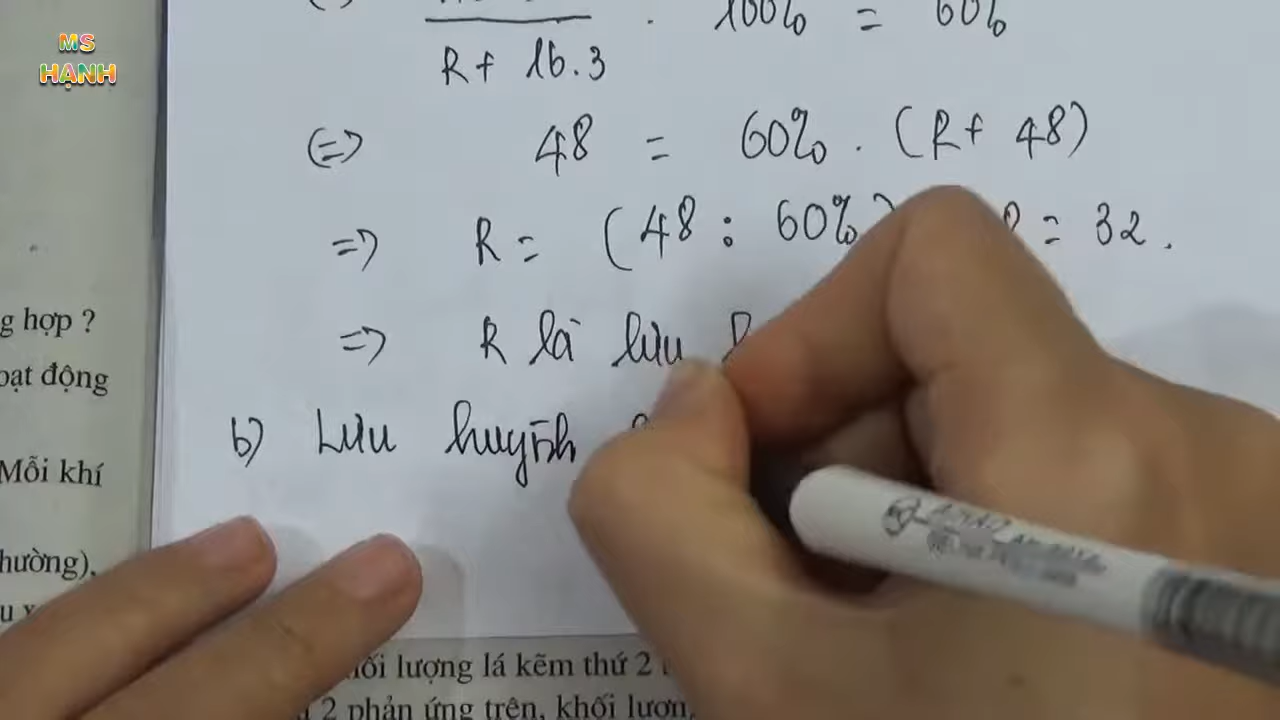 MS
HẠNH
. 100% = 60%
R + 16.3
(=) 48 = 60% . (R + 48)
=) R = (48 : 60%) = 32.
=) R là lưu
b) Lưu huỳnh
g hợp ?
oạt động
Mỗi khí
hường),
u
ối lượng lá kẽm thứ 2
2 phản ứng trên, khối lượn